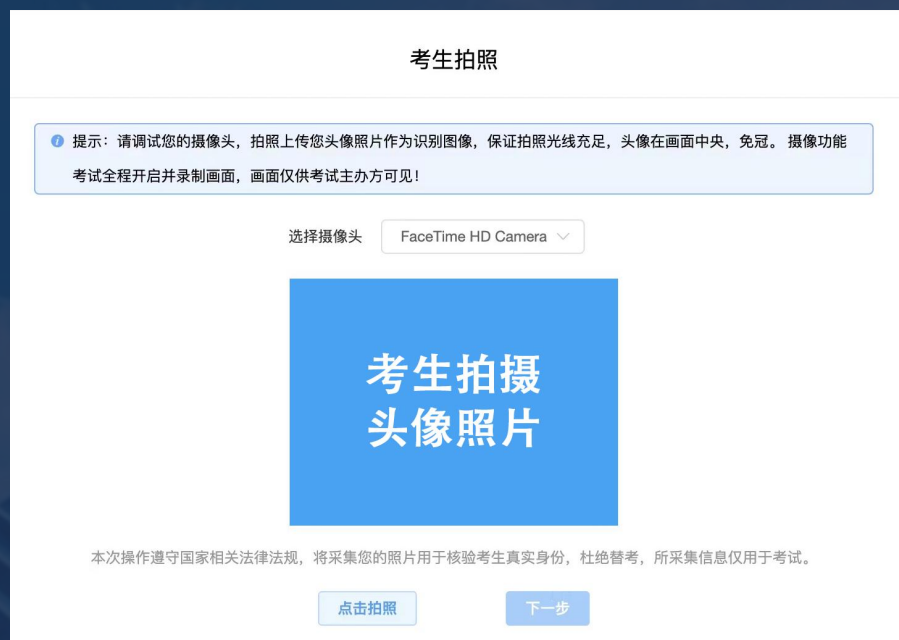 考生拍照
提示：请调试您的摄像头，拍照上传您头像照片作为识别图像，保证拍照光线充足，头像在画面中央，免冠。 摄像功能
考试全程开启并录制画面，画面仅供考试主办方可见！
选择摄像头 FaceTime HD Camera
考生拍摄
头像照片
本次操作遵守国家相关法律法规，将采集您的照片用于核验考生真实身份，杜绝替考，所采集信息仅用于考试。
点击拍照 下一步